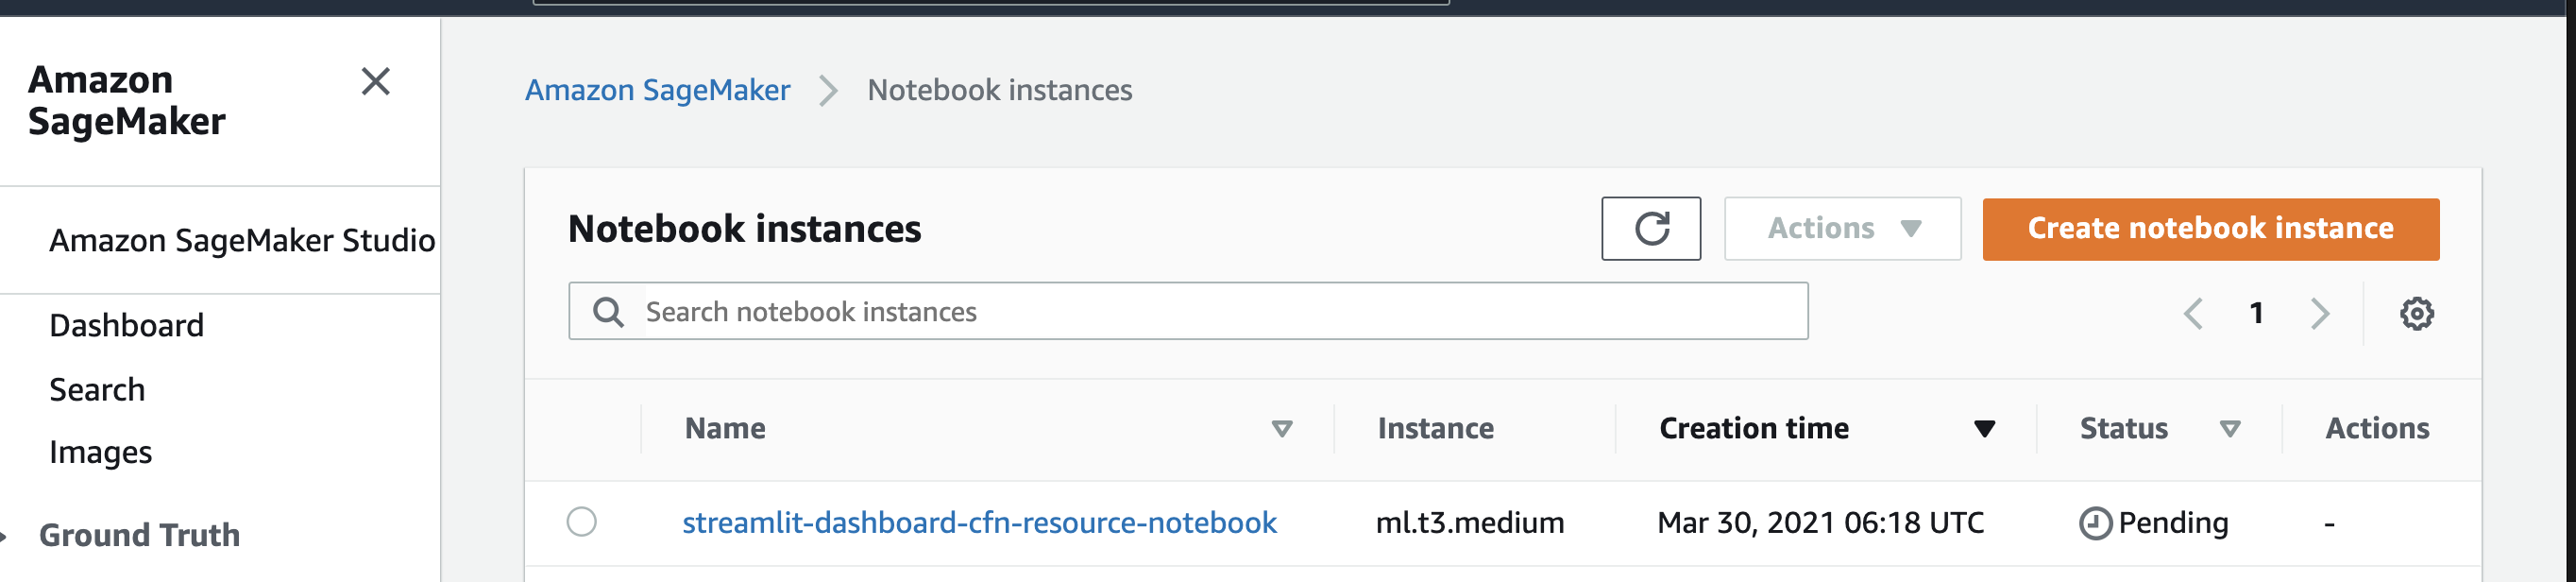 Amazon
SageMaker
Amazon SageMaker Studio
Dashboard
Search
Images
Ground Truth
Amazon SageMaker > Notebook instances
Notebook instances
Actions
Create notebook instance
Search notebook instances
1
Name Instance Creation time Status Actions
streamlit-dashboard-cfn-resource-notebook ml.t3.medium Mar 30, 2021 06:18 UTC Pending -